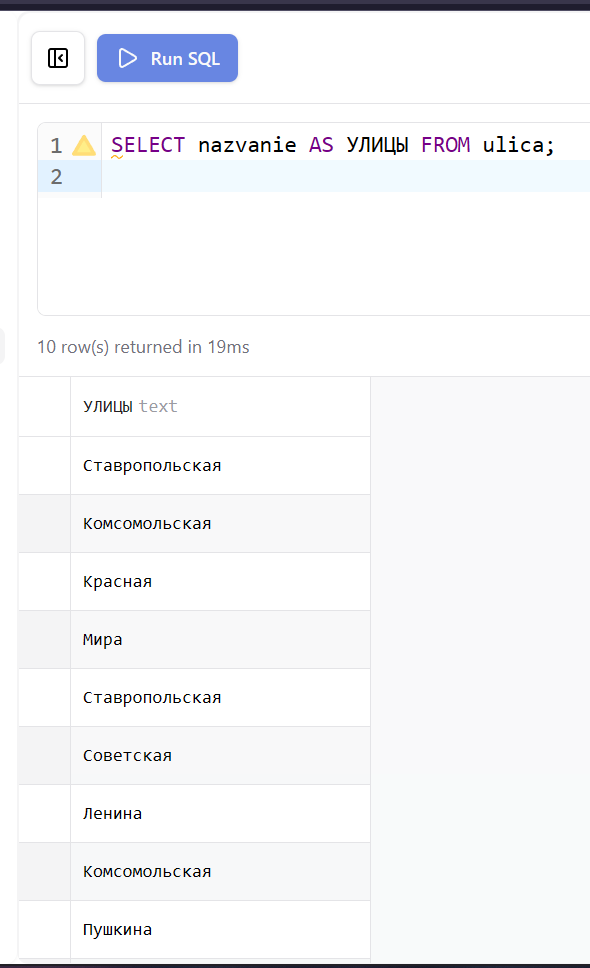 Run SQL
1 SELECT nazvanie AS УЛИЦЫ FROM ulica;
2
10 row(s) returned in 19ms
УЛИЦЫ text
Ставропольская
Комсомольская
Красная
Мира
Ставропольская
Советская
Ленина
Комсомольская
Пушкина